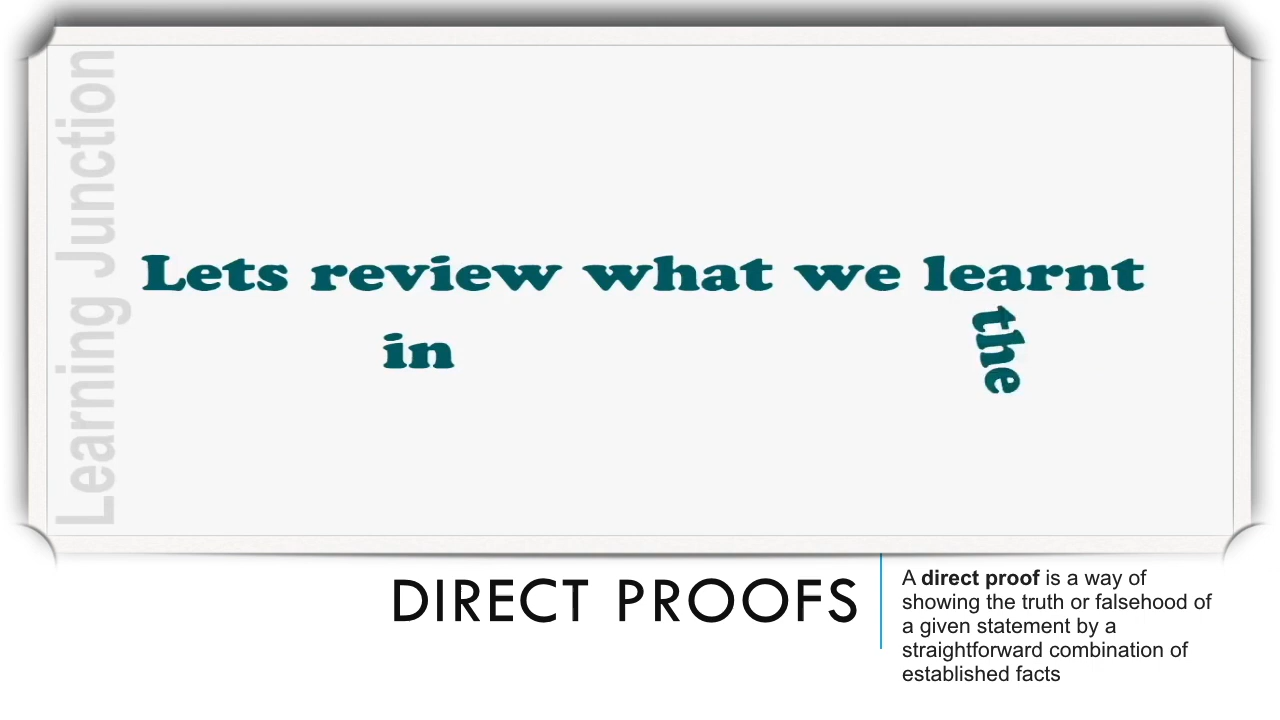 Learning Junction
Lets review what we learnt
in the
DIRECT PROOFS
A direct proof is a way of
showing the truth or falsehood of
a given statement by a
straightforward combination of
established facts